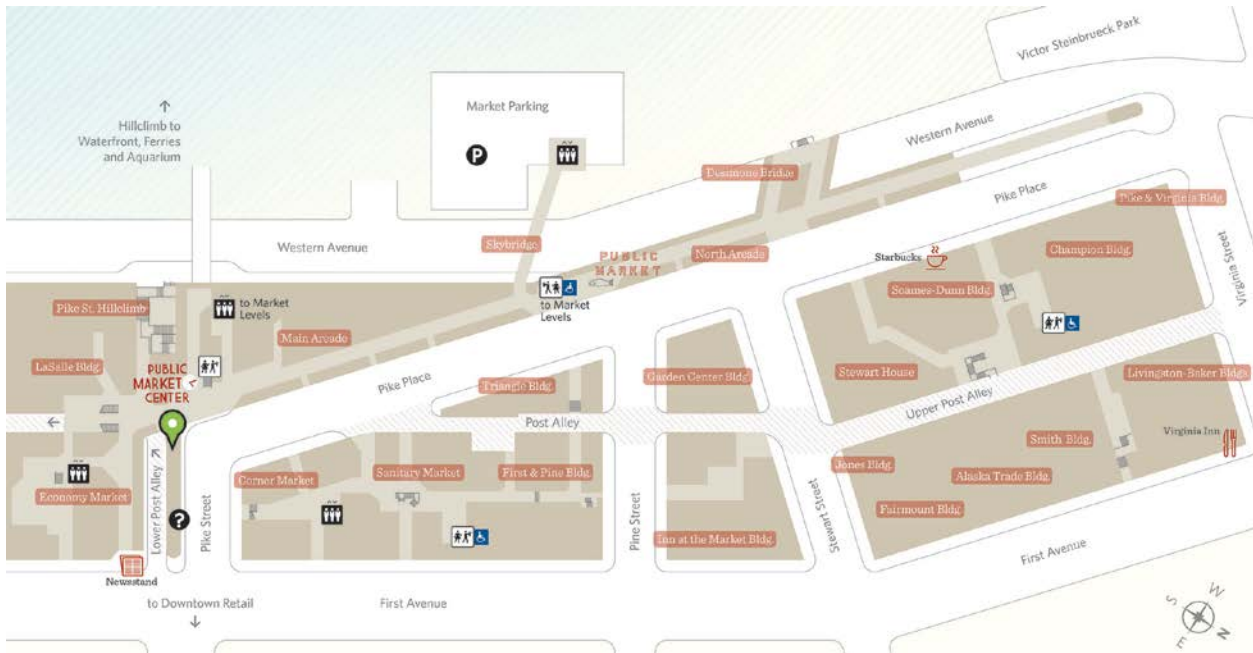 Victor Steinbrueck Park
Market Parking
P
Hillclimb to
Waterfront, Ferries
and Aquarium
Western Avenue
Desmone Bridge
Pike Place
Pike & Virginia Bldg.
Western Avenue
Skybridge
PUBLIC
MARKET
North Arcade
Starbucks
Champion Bldg.
Virginia Street
Soames-Dunn Bldg.
to Market
Levels
to Market
Levels
Pike St. Hillclimb
Main Arcade
LaSalle Bldg.
PUBLIC
MARKET
CENTER
Pike Place
Triangle Bldg.
Garden Center Bldg.
Stewart House
Livingston-Baker Bldgs
Upper Post Alley
Post Alley
Virginia Inn
Smith Bldg.
Jones Bldg.
Alaska Trade Bldg.
Fairmount Bldg.
Economy Market
Lower Post Alley
?
Pike Street
Corner Market
Sanitary Market
First & Pine Bldg.
Pine Street
Inn at the Market Bldg.
Stewart Street
First Avenue
Newsstand
to Downtown Retail
First Avenue
S
W
E
N